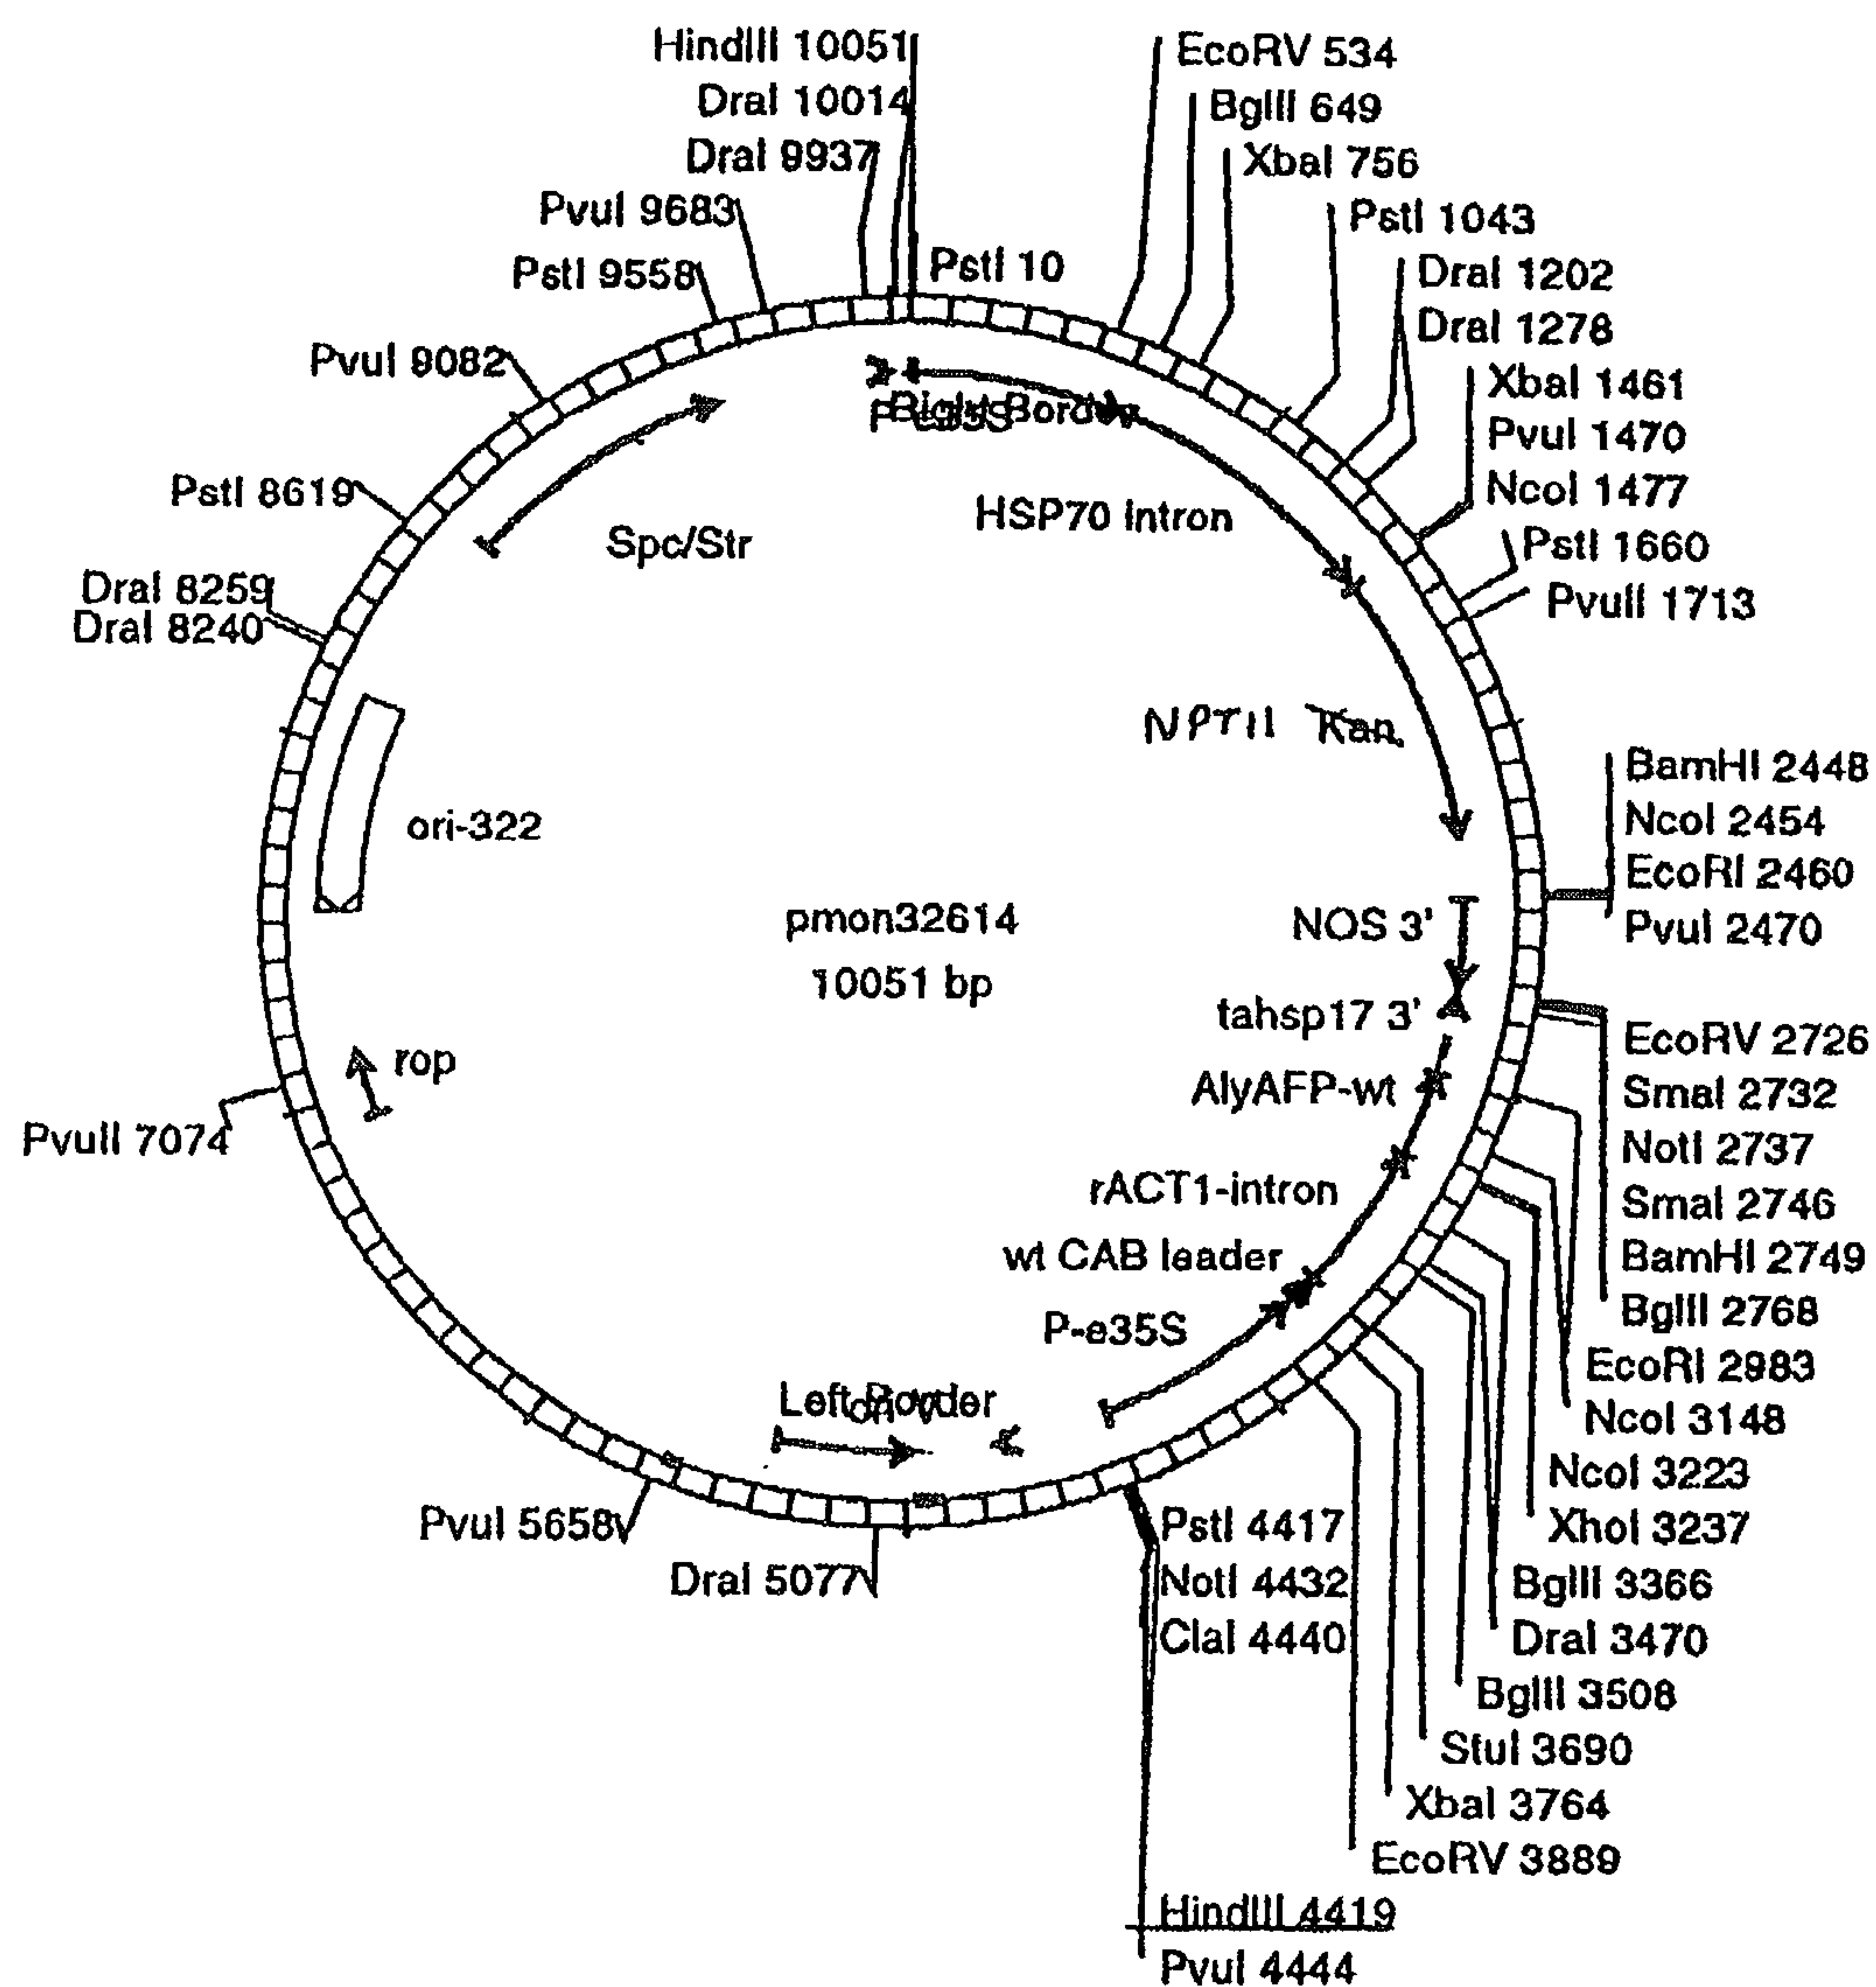 HindIII 10051
DraI 10014
DraI 9937
PvuI 9683
PstI 9558
PvuI 9082
PstI 8619
DraI 8259
DraI 8240
PvuII 7074
PvuI 5658
DraI 5077
EcoRV 534
BglII 649
XbaI 756
PstI 1043
PstI 10
DraI 1202
DraI 1278
XbaI 1461
PvuI 1470
NcoI 1477
PstI 1660
PvuII 1713
BamHI 2448
NcoI 2454
EcoRI 2460
PvuI 2470
EcoRV 2726
SmaI 2732
NotI 2737
SmaI 2746
BamHI 2749
BglII 2768
EcoRI 2983
NcoI 3148
NcoI 3223
XhoI 3237
BglII 3366
DraI 3470
BglII 3508
StuI 3690
XbaI 3764
EcoRV 3889
PstI 4417
NotI 4432
ClaI 4440
HindIII 4419
PvuI 4444
Right Border
HSP70 Intron
Spc/Str
NPTII Kan.
ori-322
pmon32614
10051 bp
NOS 3'
tahsp17 3'
rop
AlyAFP-wt
rACT1-intron
wt CAB leader
P-e35S
Left Border